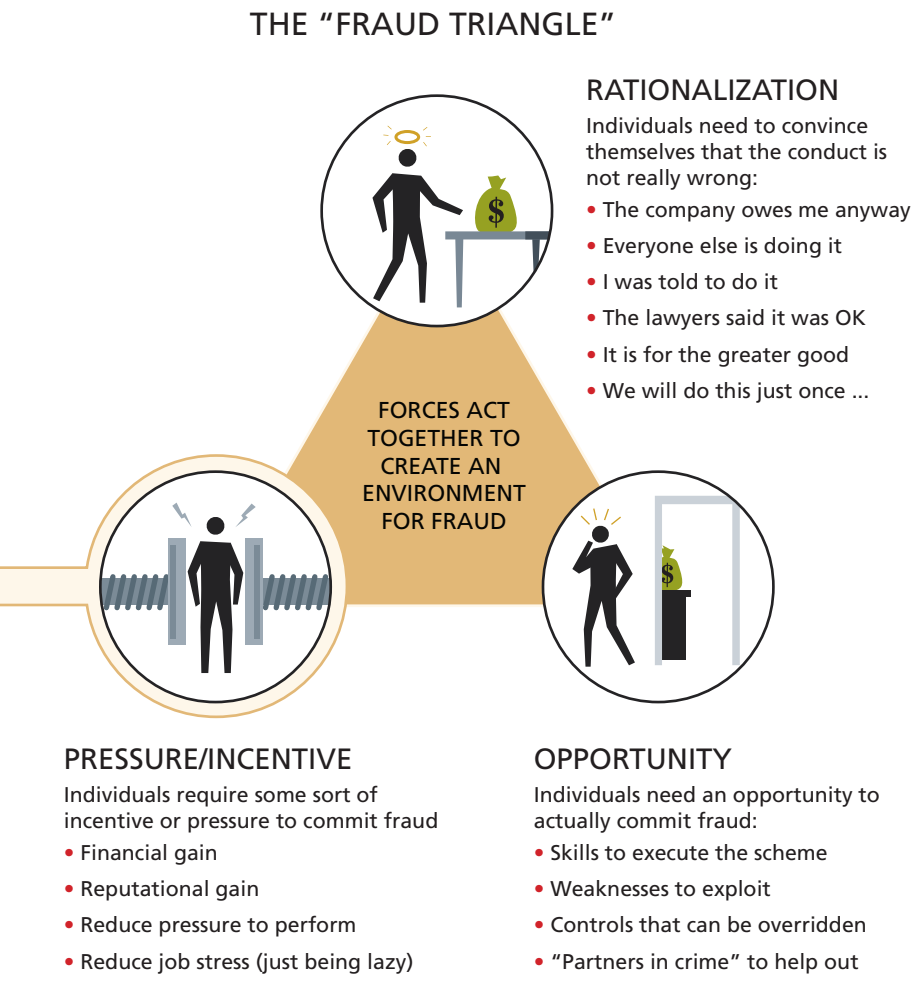 THE “FRAUD TRIANGLE”
RATIONALIZATION
Individuals need to convince
themselves that the conduct is
not really wrong:
• The company owes me anyway
• Everyone else is doing it
• I was told to do it
• The lawyers said it was OK
• It is for the greater good
• We will do this just once ...
$
FORCES ACT
TOGETHER TO
CREATE AN
ENVIRONMENT
FOR FRAUD
$
PRESSURE/INCENTIVE
Individuals require some sort of
incentive or pressure to commit fraud
• Financial gain
• Reputational gain
• Reduce pressure to perform
• Reduce job stress (just being lazy)
OPPORTUNITY
Individuals need an opportunity to
actually commit fraud:
• Skills to execute the scheme
• Weaknesses to exploit
• Controls that can be overridden
• “Partners in crime” to help out